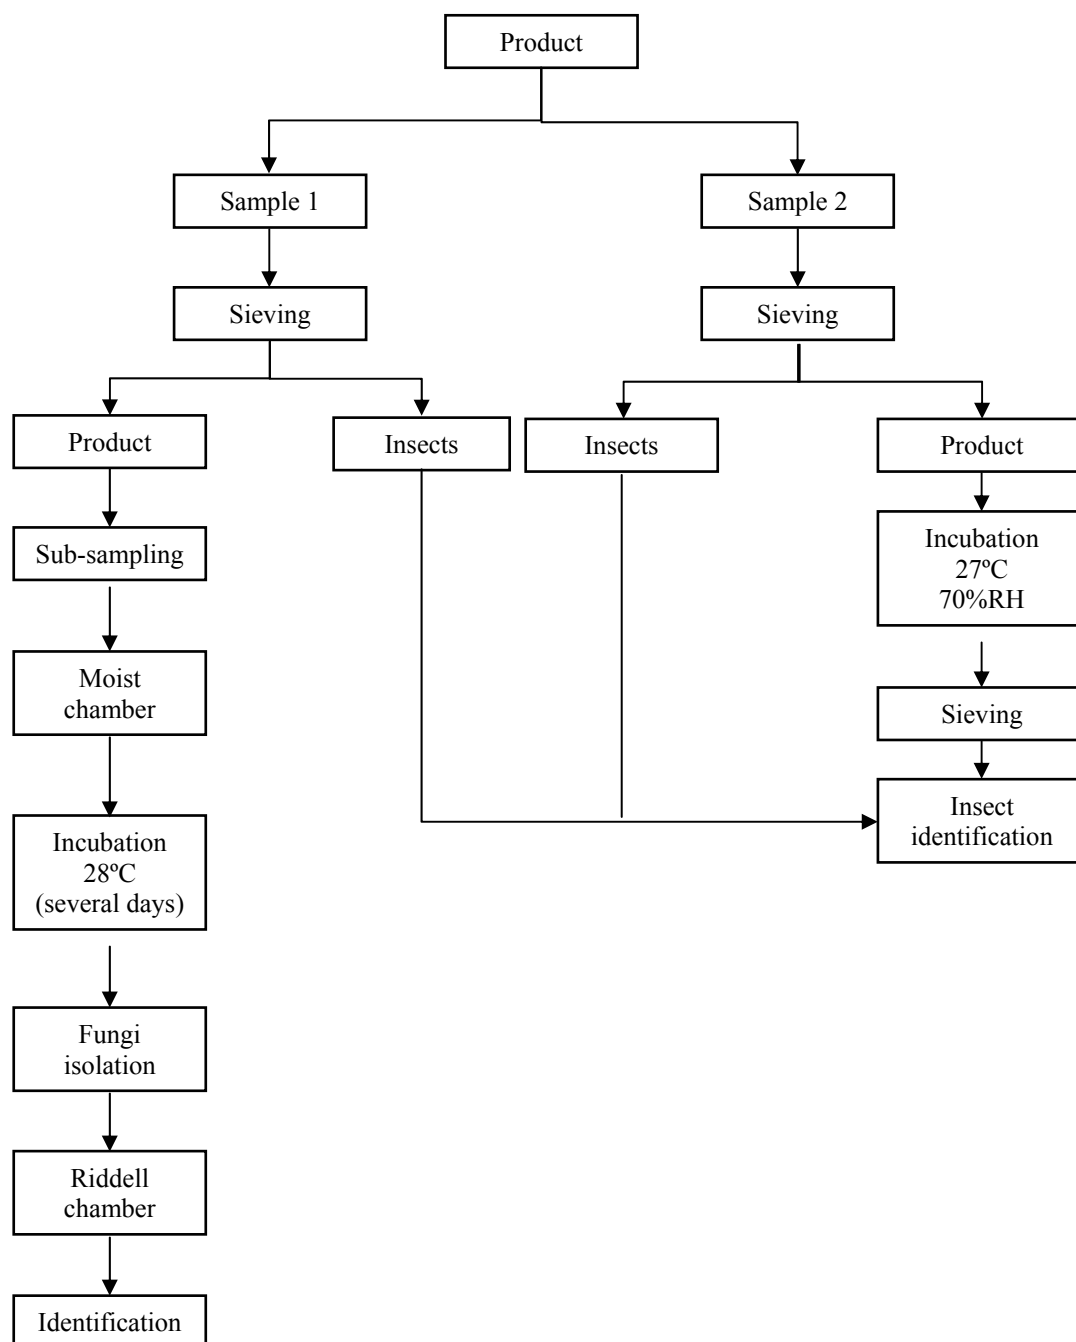 Product
Sample 1
Sample 2
Sieving
Sieving
Product
Insects
Insects
Product
Sub-sampling
Incubation
27ºC
70%RH
Moist
chamber
Sieving
Insect
identification
Incubation
28ºC
(several days)
Fungi
isolation
Riddell
chamber
Identification